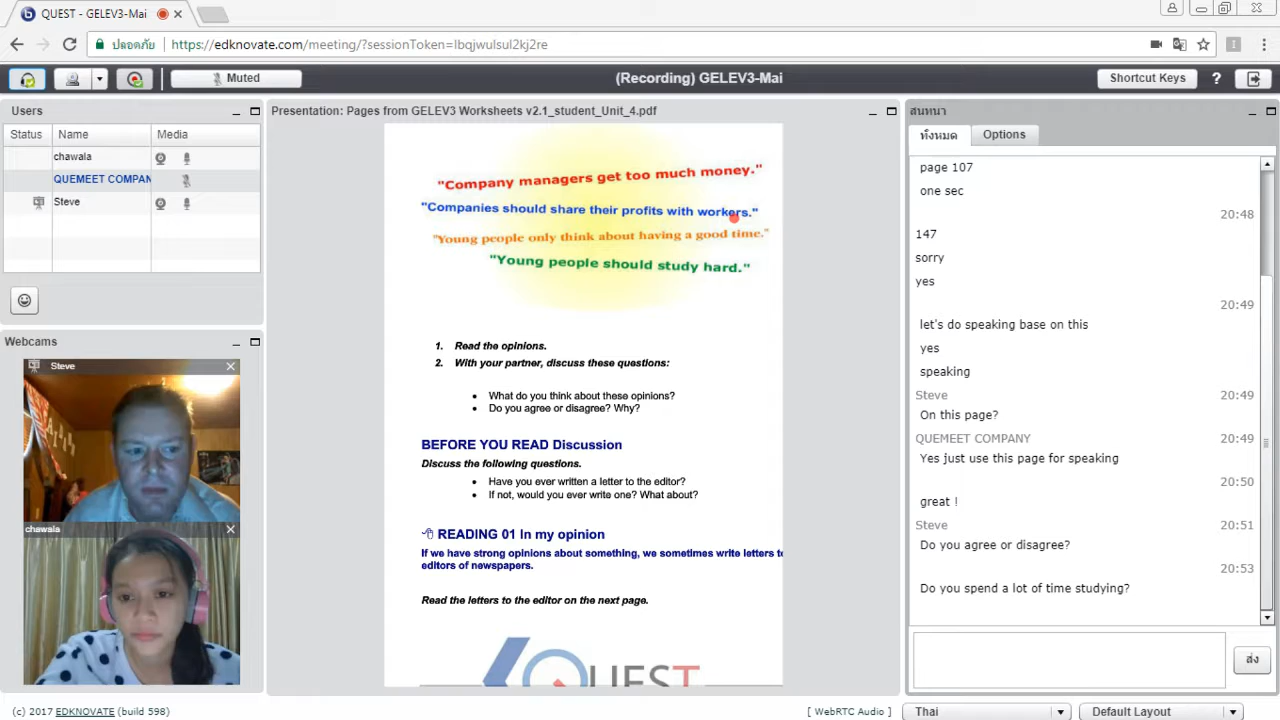 QUEST - GELEV3-Mai
ปลอดภัย
https://edknovate.com/meeting/?sessionToken=lbqjwulsul2kj2re
Muted
(Recording) GELEV3-Mai
Shortcut Keys
?
Users
Status Name Media
chawala
QUEMEET COMPAN
Steve
Webcams
Steve
chawala
Presentation: Pages from GELEV3 Worksheets v2.1_student_Unit_4.pdf
"Company managers get too much money."
"Companies should share their profits with workers."
"Young people only think about having a good time."
"Young people should study hard."
1. Read the opinions.
2. With your partner, discuss these questions:
• What do you think about these opinions?
• Do you agree or disagree? Why?
BEFORE YOU READ Discussion
Discuss the following questions.
• Have you ever written a letter to the editor?
• If not, would you ever write one? What about?
READING 01 In my opinion
If we have strong opinions about something, we sometimes write letters to
editors of newspapers.
Read the letters to the editor on the next page.
QUEST
สนทนา
ทั้งหมด Options
page 107
one sec
20:48
147
sorry
yes
20:49
let's do speaking base on this
yes
speaking
Steve 20:49
On this page?
QUEMEET COMPANY 20:49
Yes just use this page for speaking
20:50
great !
Steve 20:51
Do you agree or disagree?
20:53
Do you spend a lot of time studying?
ส่ง
(c) 2017 EDKNOVATE (build 598)
[ WebRTC Audio ]
Thai
Default Layout